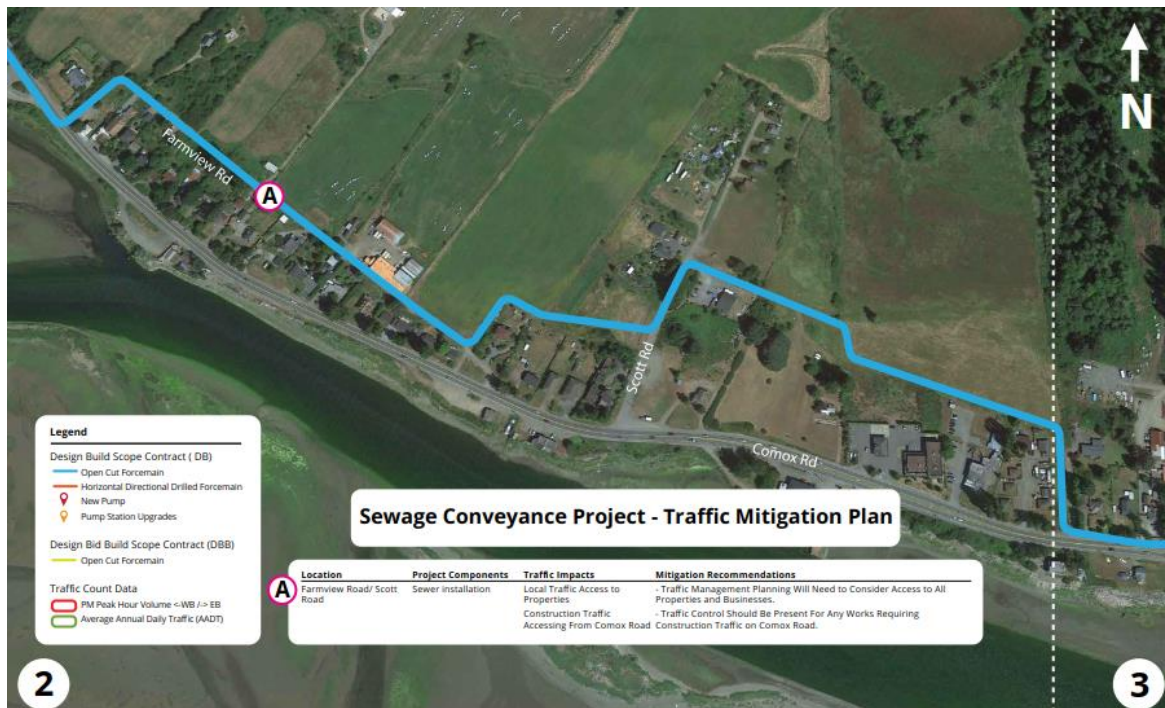 N
Farmview Rd
A
Scott Rd
Comox Rd
Legend
Design Build Scope Contract ( DB)
Open Cut Forcemain
Horizontal Directional Drilled Forcemain
New Pump
Pump Station Upgrades
Design Bid Build Scope Contract (DBB)
Open Cut Forcemain
Traffic Count Data
PM Peak Hour Volume <-WB /-> EB
Average Annual Daily Traffic (AADT)
Sewage Conveyance Project - Traffic Mitigation Plan
A
Location Project Components Traffic Impacts Mitigation Recommendations
Farmview Road/ Scott Road
Sewer installation
Local Traffic Access to Properties
- Traffic Management Planning Will Need to Consider Access to All Properties and Businesses.
Construction Traffic Accessing From Comox Road
- Traffic Control Should Be Present For Any Works Requiring Construction Traffic on Comox Road.
2
3